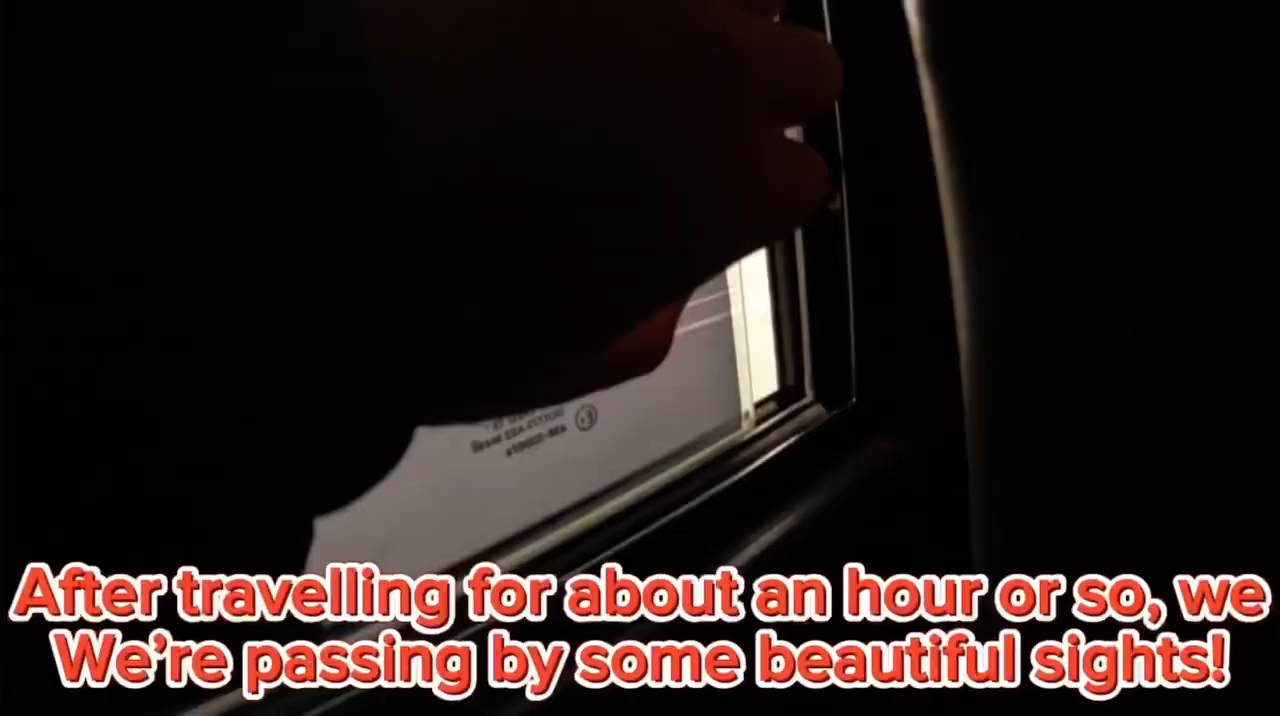 After travelling for about an hour or so, we
We're passing by some beautiful sights!